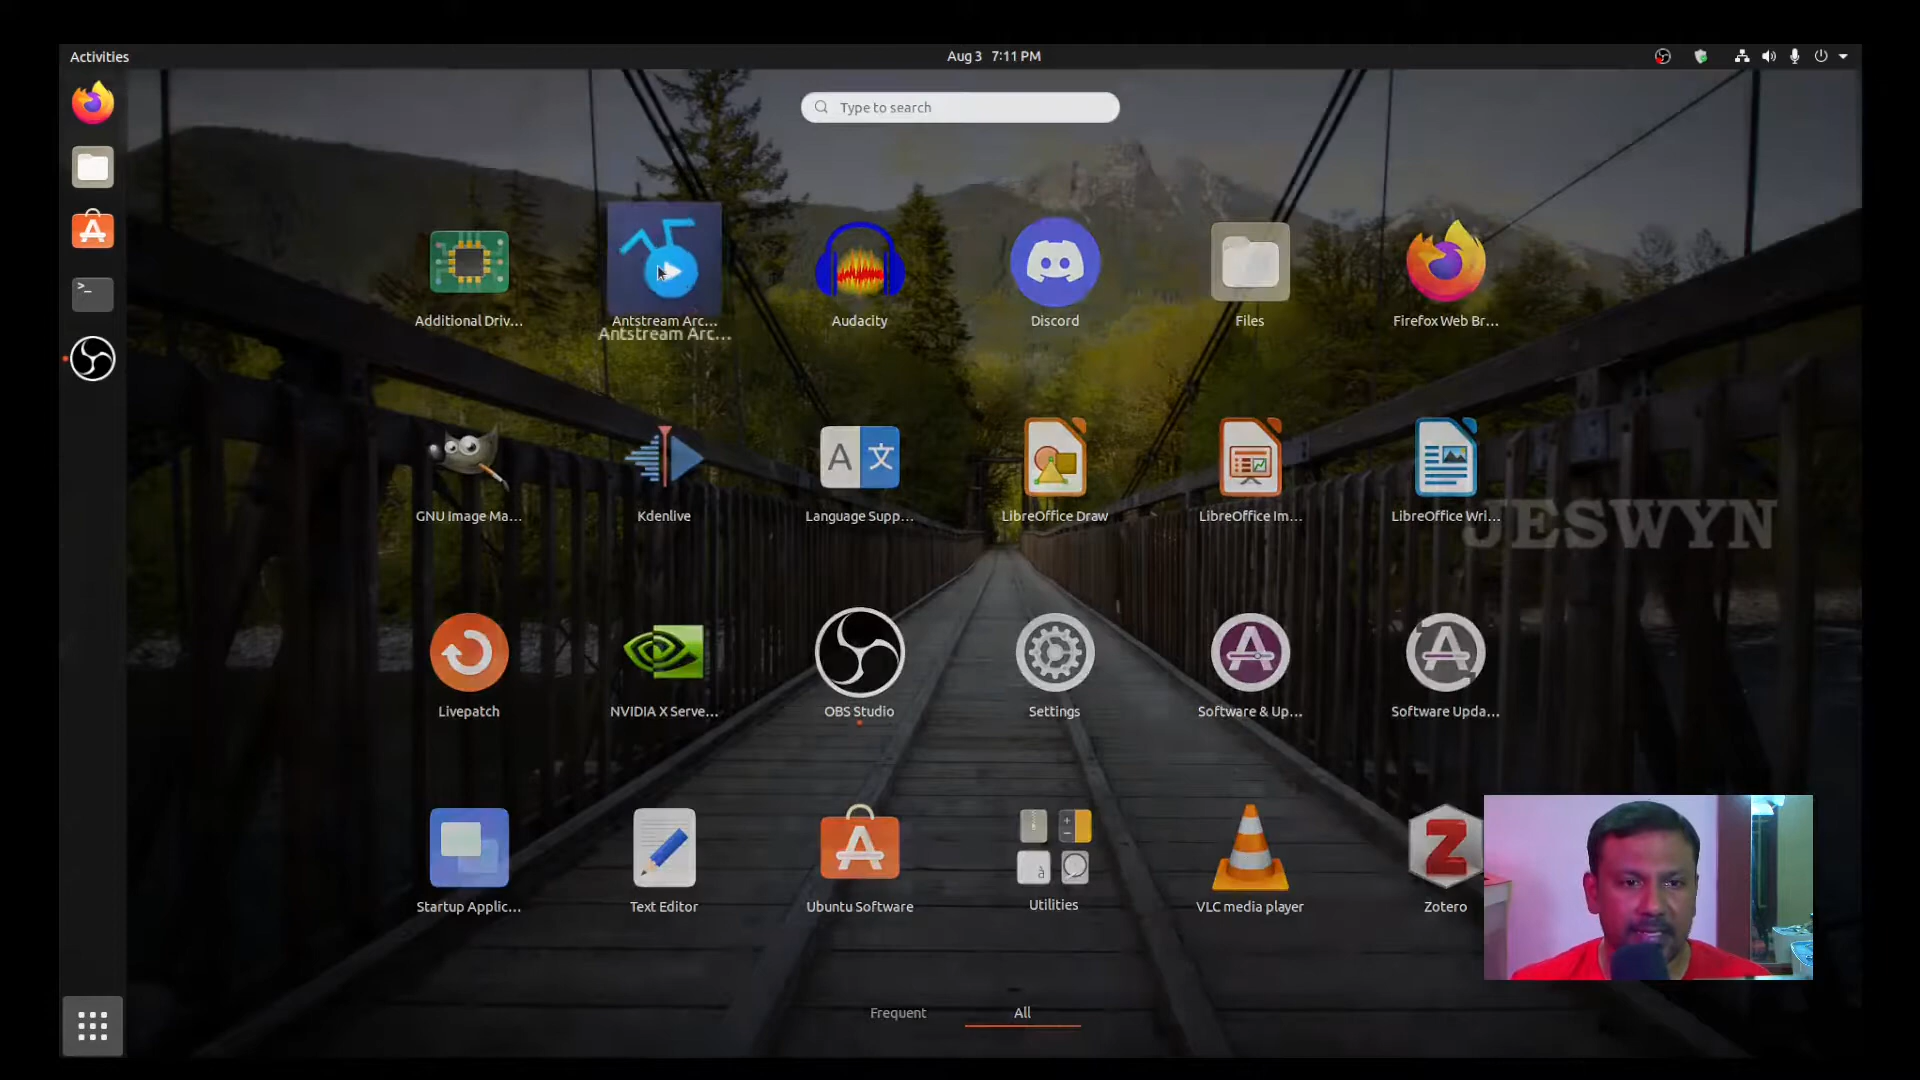 Activities
Aug 3 7:11 PM
Type to search
Additional Driv...
Antstream Arc...
Antstream Arc...
Audacity
Discord
Files
Firefox Web Br...
GNU Image Ma...
Kdenlive
A 文
Language Supp...
LibreOffice Draw
LibreOffice Im...
LibreOffice Wri...
JESWYN
Livepatch
NVIDIA X Serve...
OBS Studio
Settings
Software & Up...
Software Upda...
Startup Applic...
Text Editor
Ubuntu Software
Utilities
VLC media player
Z
Zotero
Frequent
All